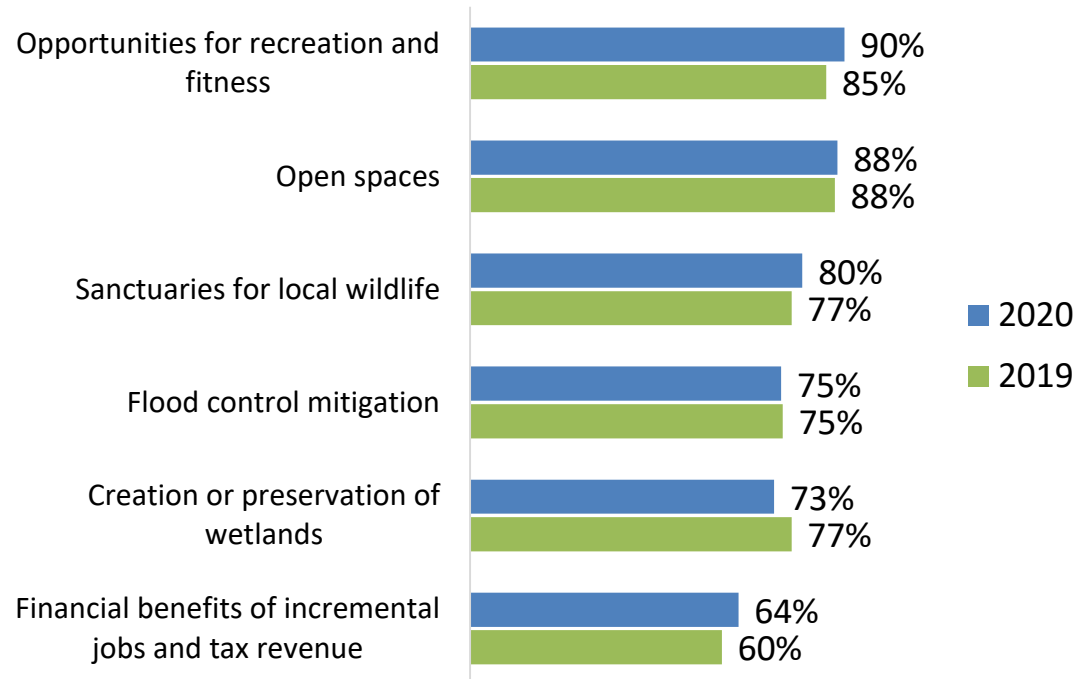 Opportunities for recreation and
fitness
90%
85%
Open spaces
88%
88%
Sanctuaries for local wildlife
80%
77%
2020
2019
Flood control mitigation
75%
75%
Creation or preservation of
wetlands
73%
77%
Financial benefits of incremental
jobs and tax revenue
64%
60%